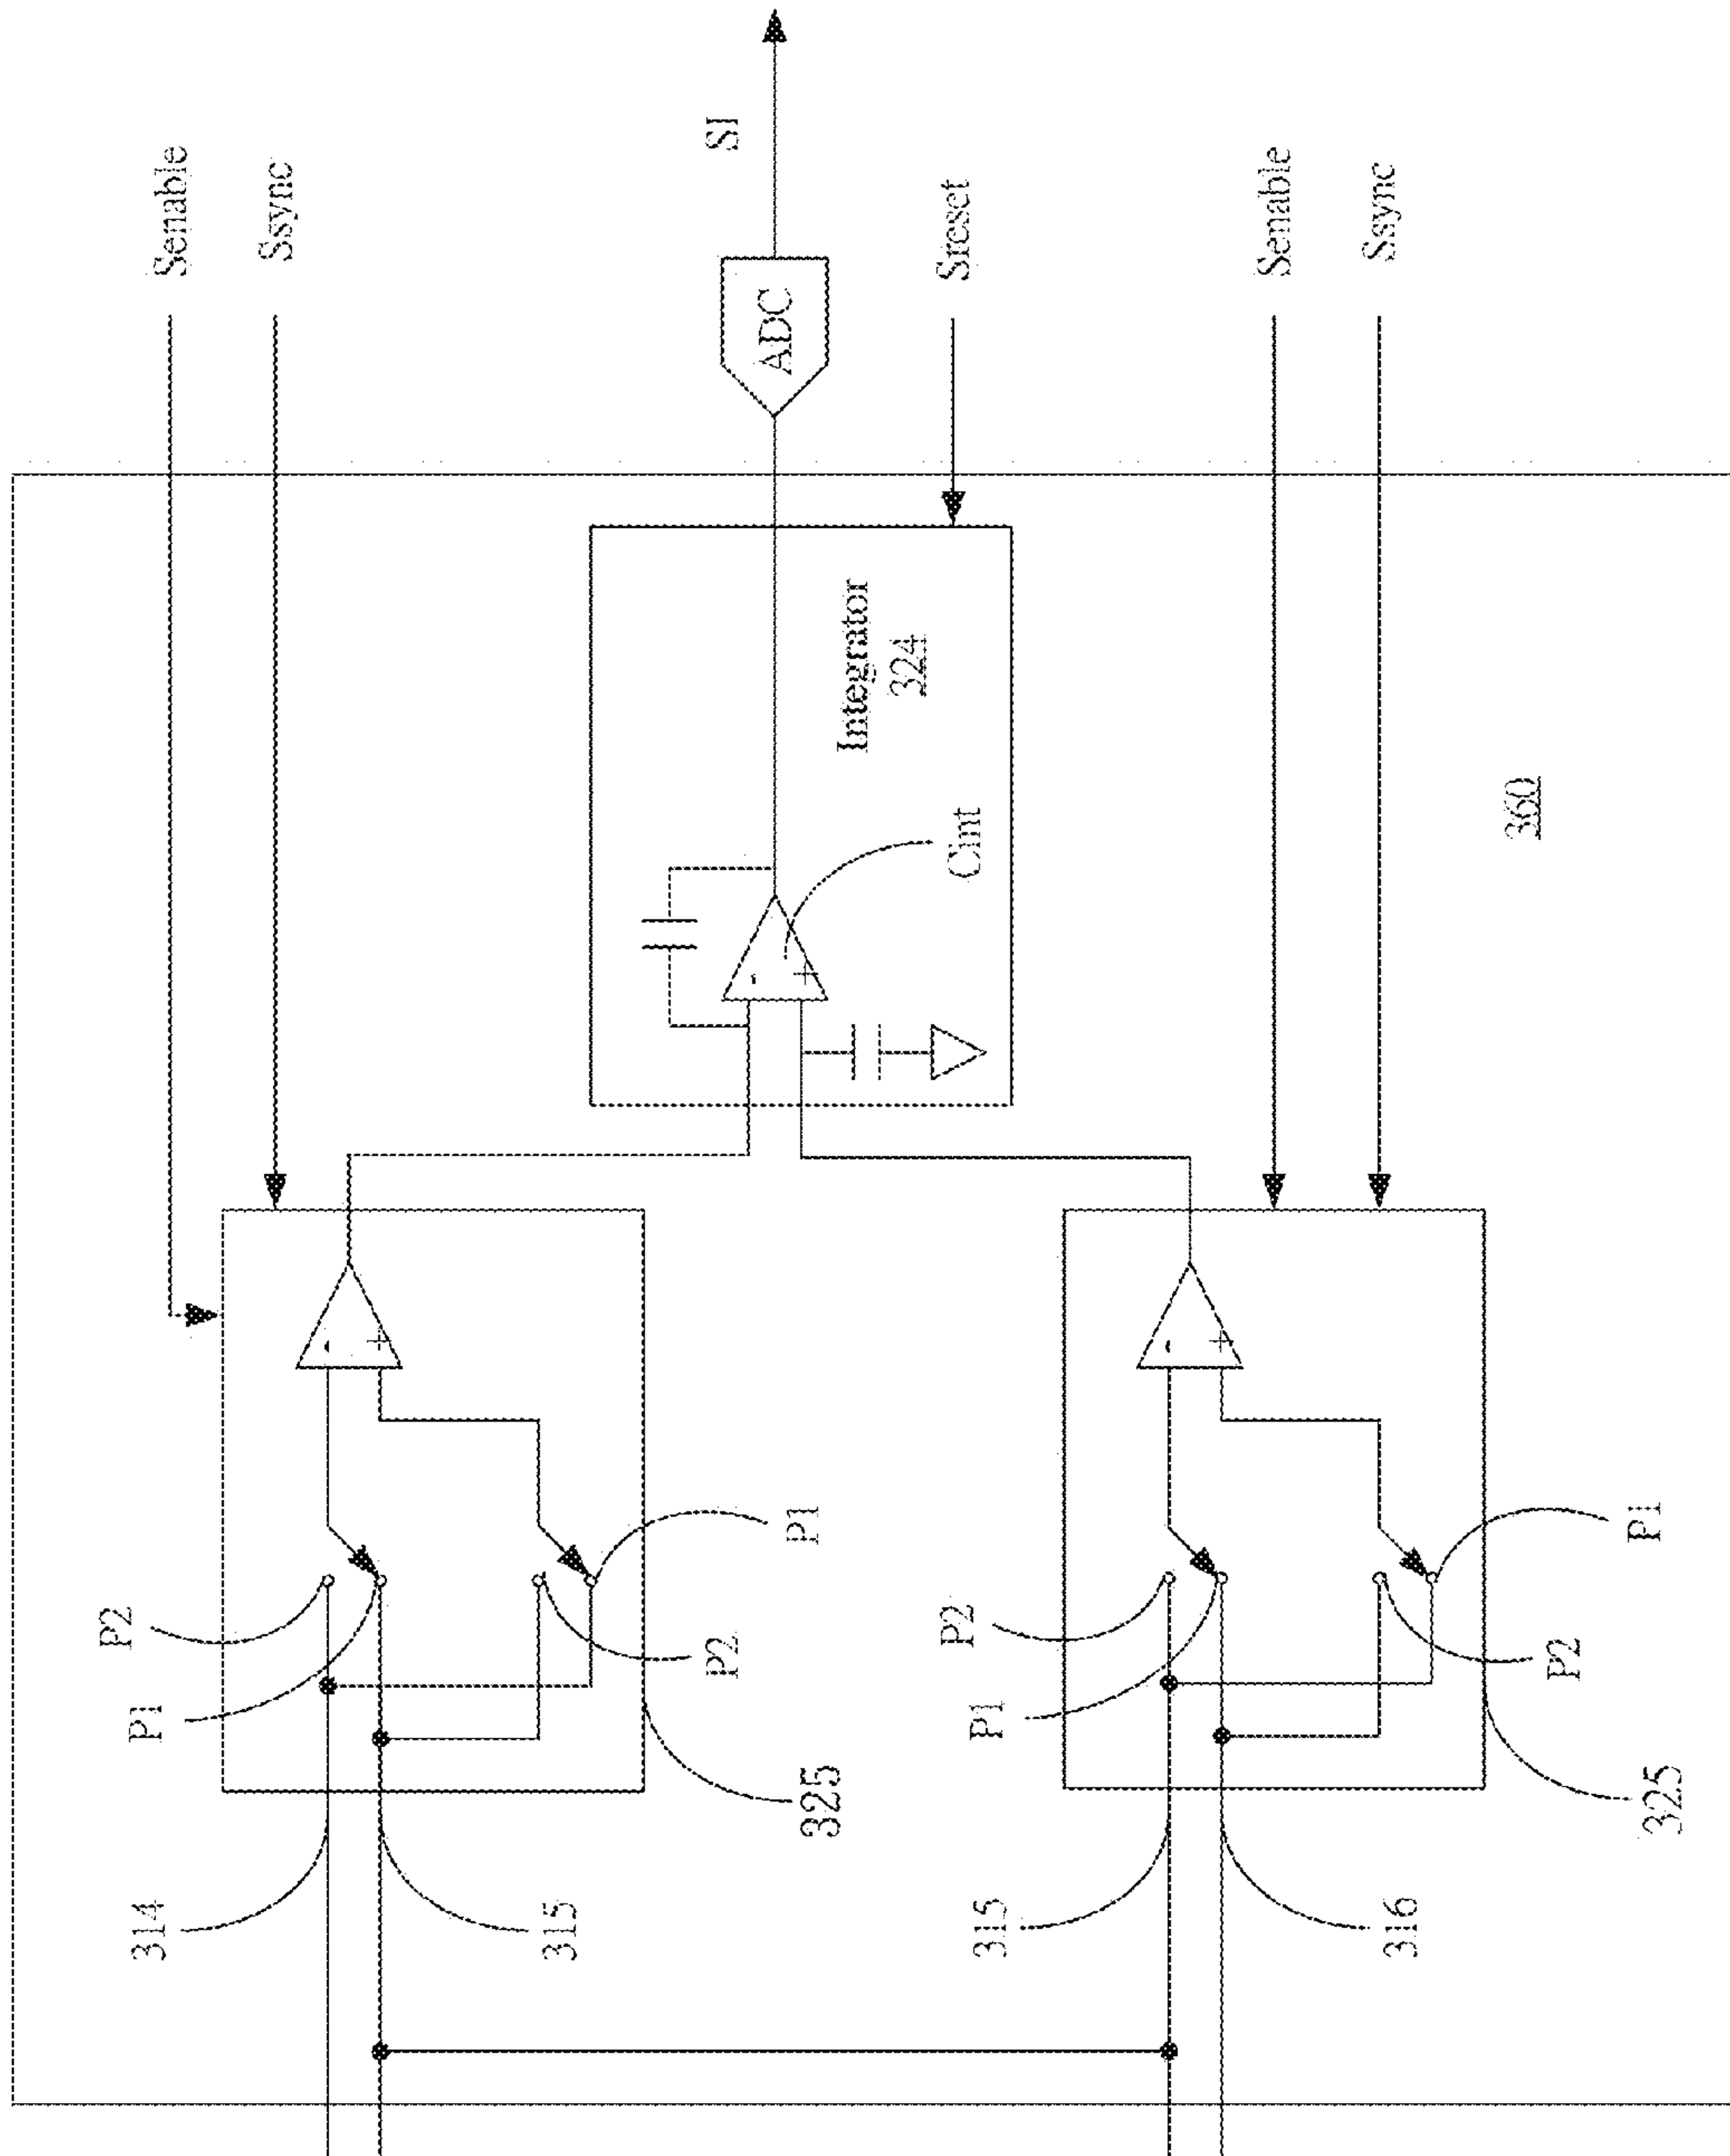 Senable
Ssync
SI
ADC
Sreset
Senable
Ssync
Integrator
324
Cint
360
-
+
-
+
-
+
P2
P1
P2
P1
314
315
325
P2
P1
P2
P1
315
316
325